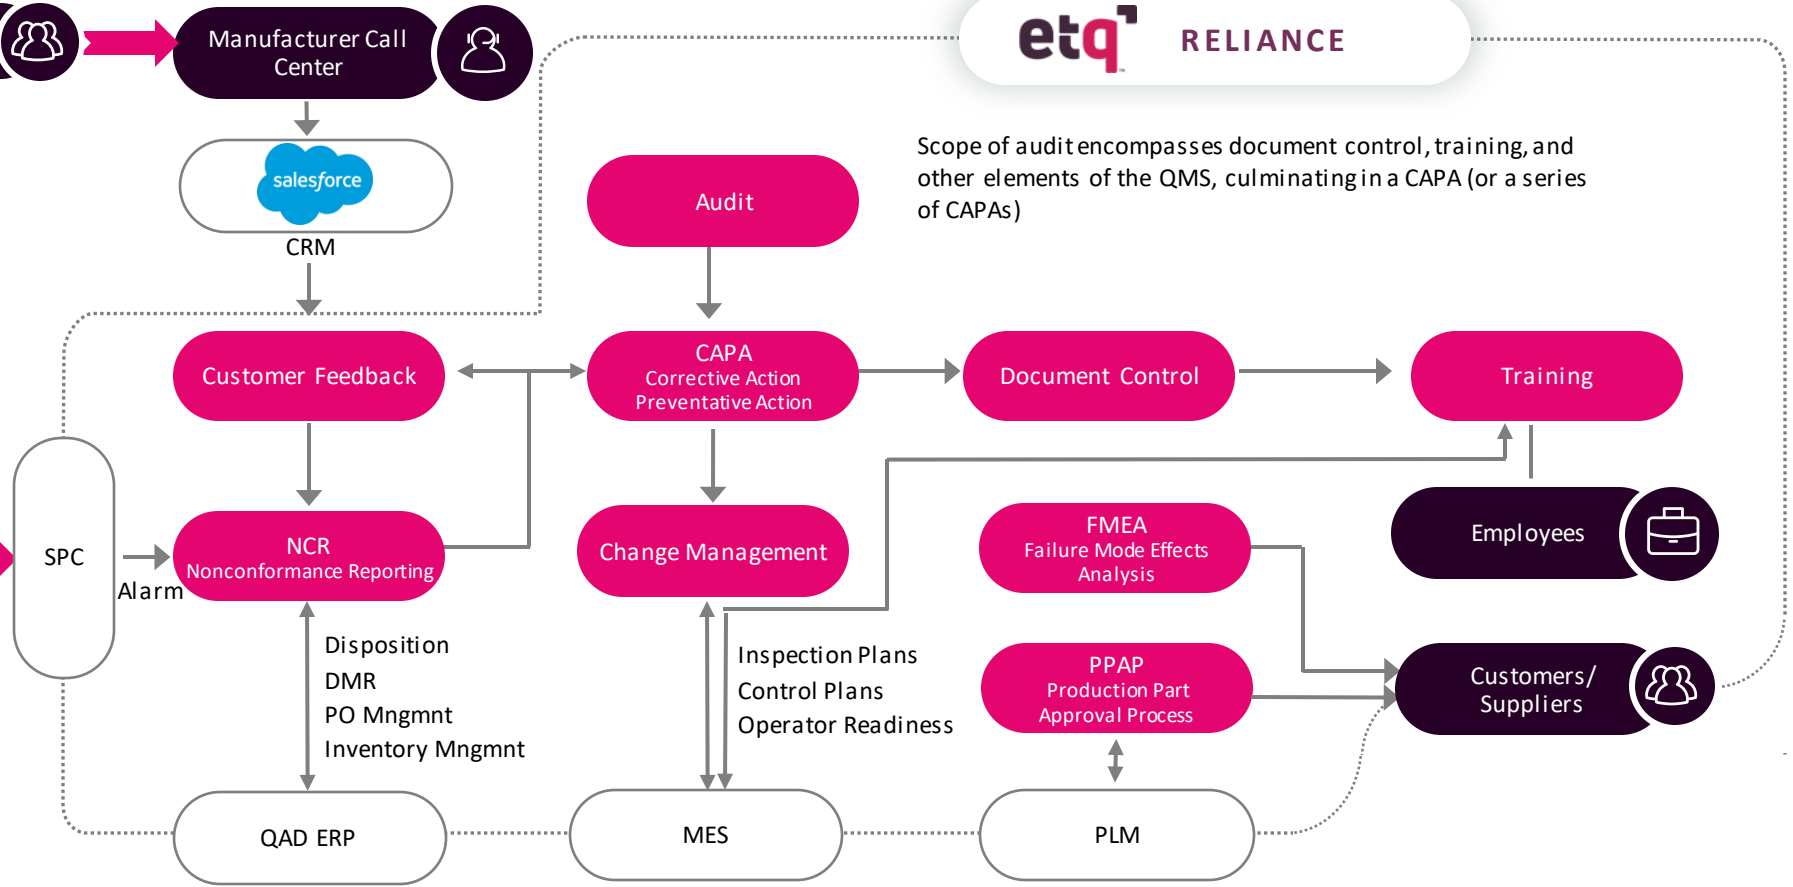 Manufacturer Call
Center
etq RELIANCE
salesforce
CRM
Scope of audit encompasses document control, training, and
other elements of the QMS, culminating in a CAPA (or a series
of CAPAs)
Audit
Customer Feedback
CAPA
Corrective Action
Preventative Action
Document Control
Training
SPC
Alarm
NCR
Nonconformance Reporting
Change Management
FMEA
Failure Mode Effects
Analysis
Employees
Disposition
DMR
PO Mngmnt
Inventory Mngmnt
Inspection Plans
Control Plans
Operator Readiness
PPAP
Production Part
Approval Process
Customers/
Suppliers
QAD ERP
MES
PLM